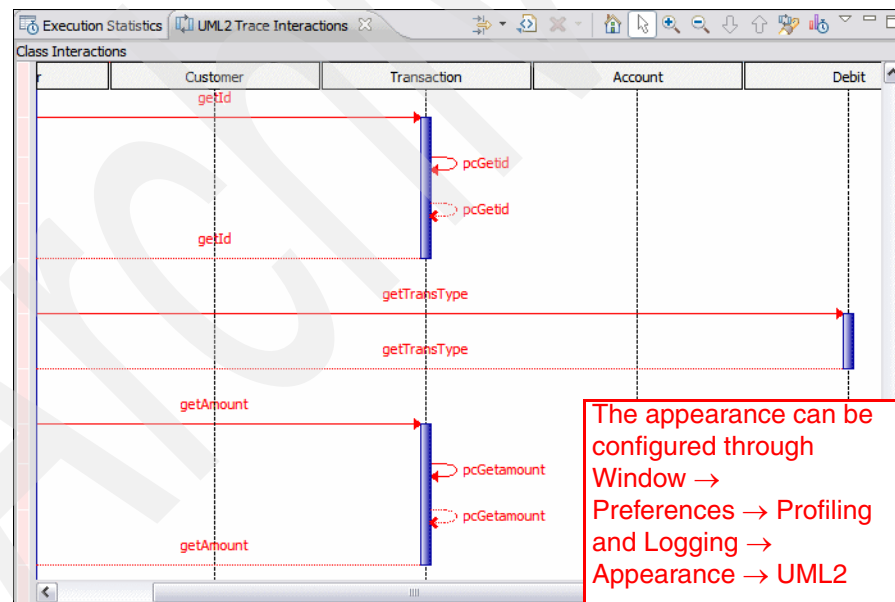 Execution Statistics UML2 Trace Interactions
Class Interactions
r Customer Transaction Account Debit
getId
pcGetid
pcGetid
getId
getTransType
getTransType
getAmount
pcGetamount
pcGetamount
getAmount
The appearance can be
configured through
Window →
Preferences → Profiling
and Logging →
Appearance → UML2